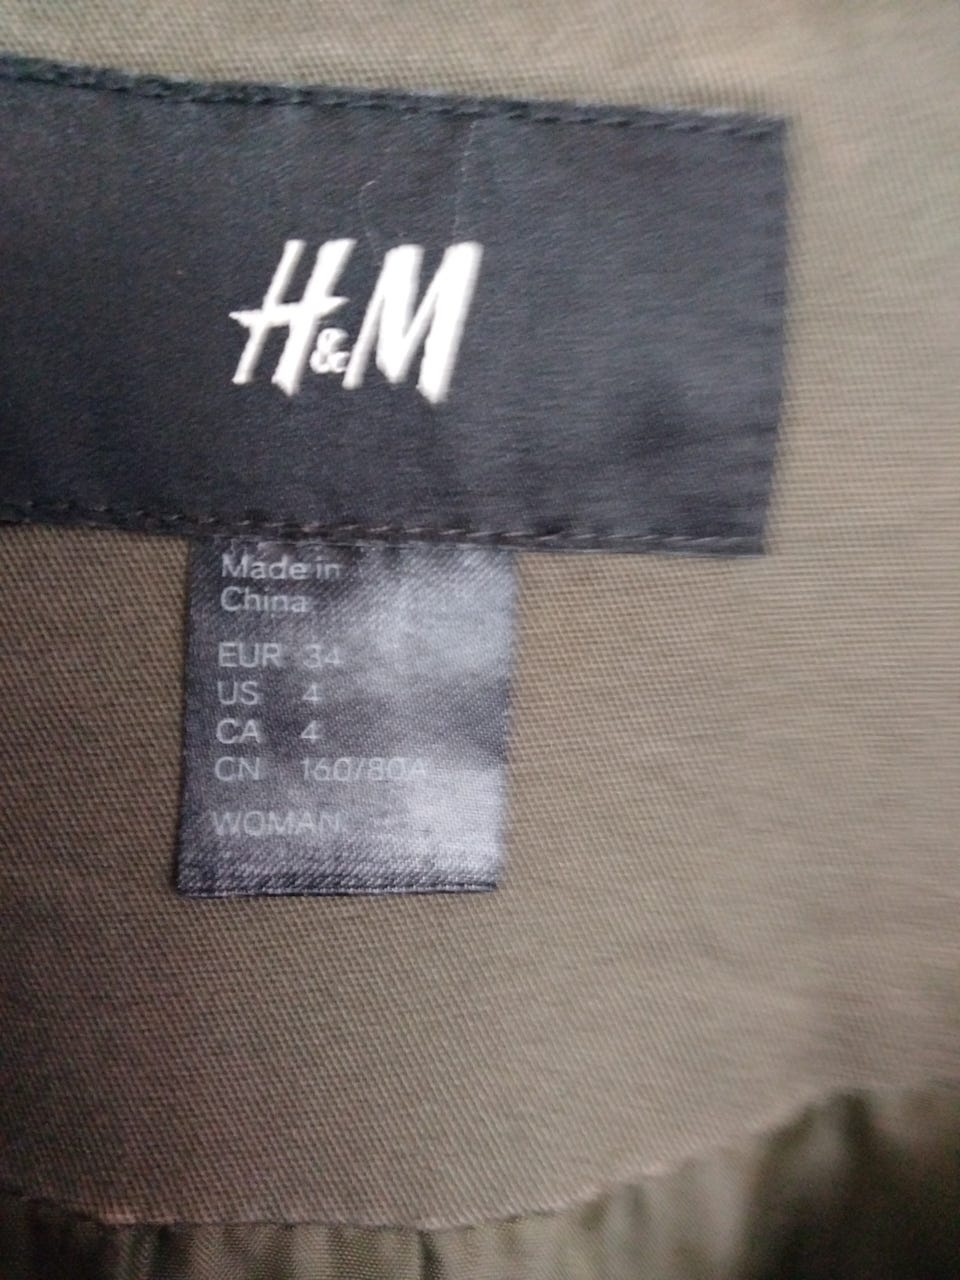 H&M
Made in
China
EUR 34
US 4
CA 4
CN 160/80A
WOMAN